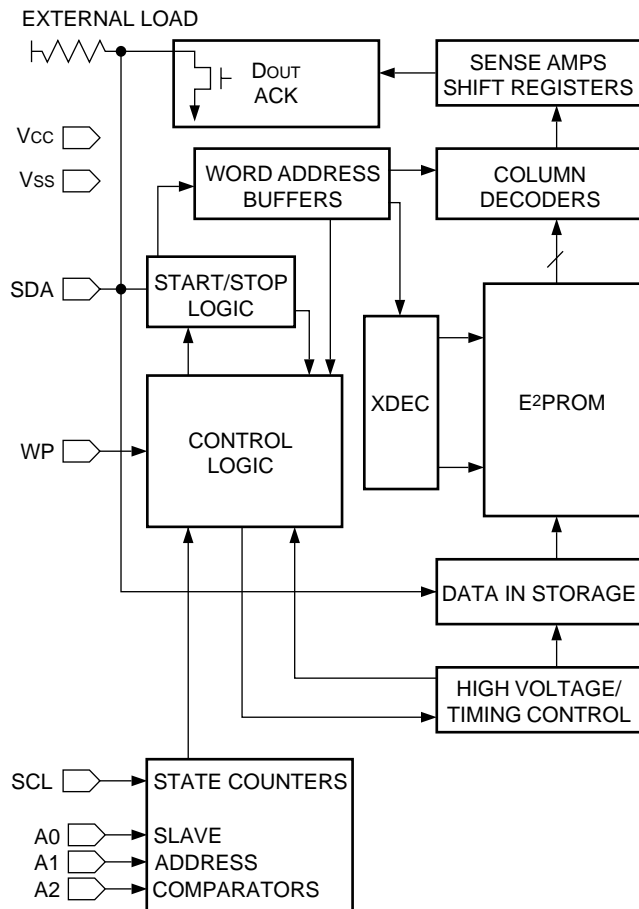 EXTERNAL LOAD
DOUT
ACK
SENSE AMPS
SHIFT REGISTERS
VCC
VSS
WORD ADDRESS
BUFFERS
COLUMN
DECODERS
SDA
START/STOP
LOGIC
XDEC
E2PROM
WP
CONTROL
LOGIC
DATA IN STORAGE
HIGH VOLTAGE/
TIMING CONTROL
SCL
STATE COUNTERS
A0
SLAVE
A1
ADDRESS
A2
COMPARATORS